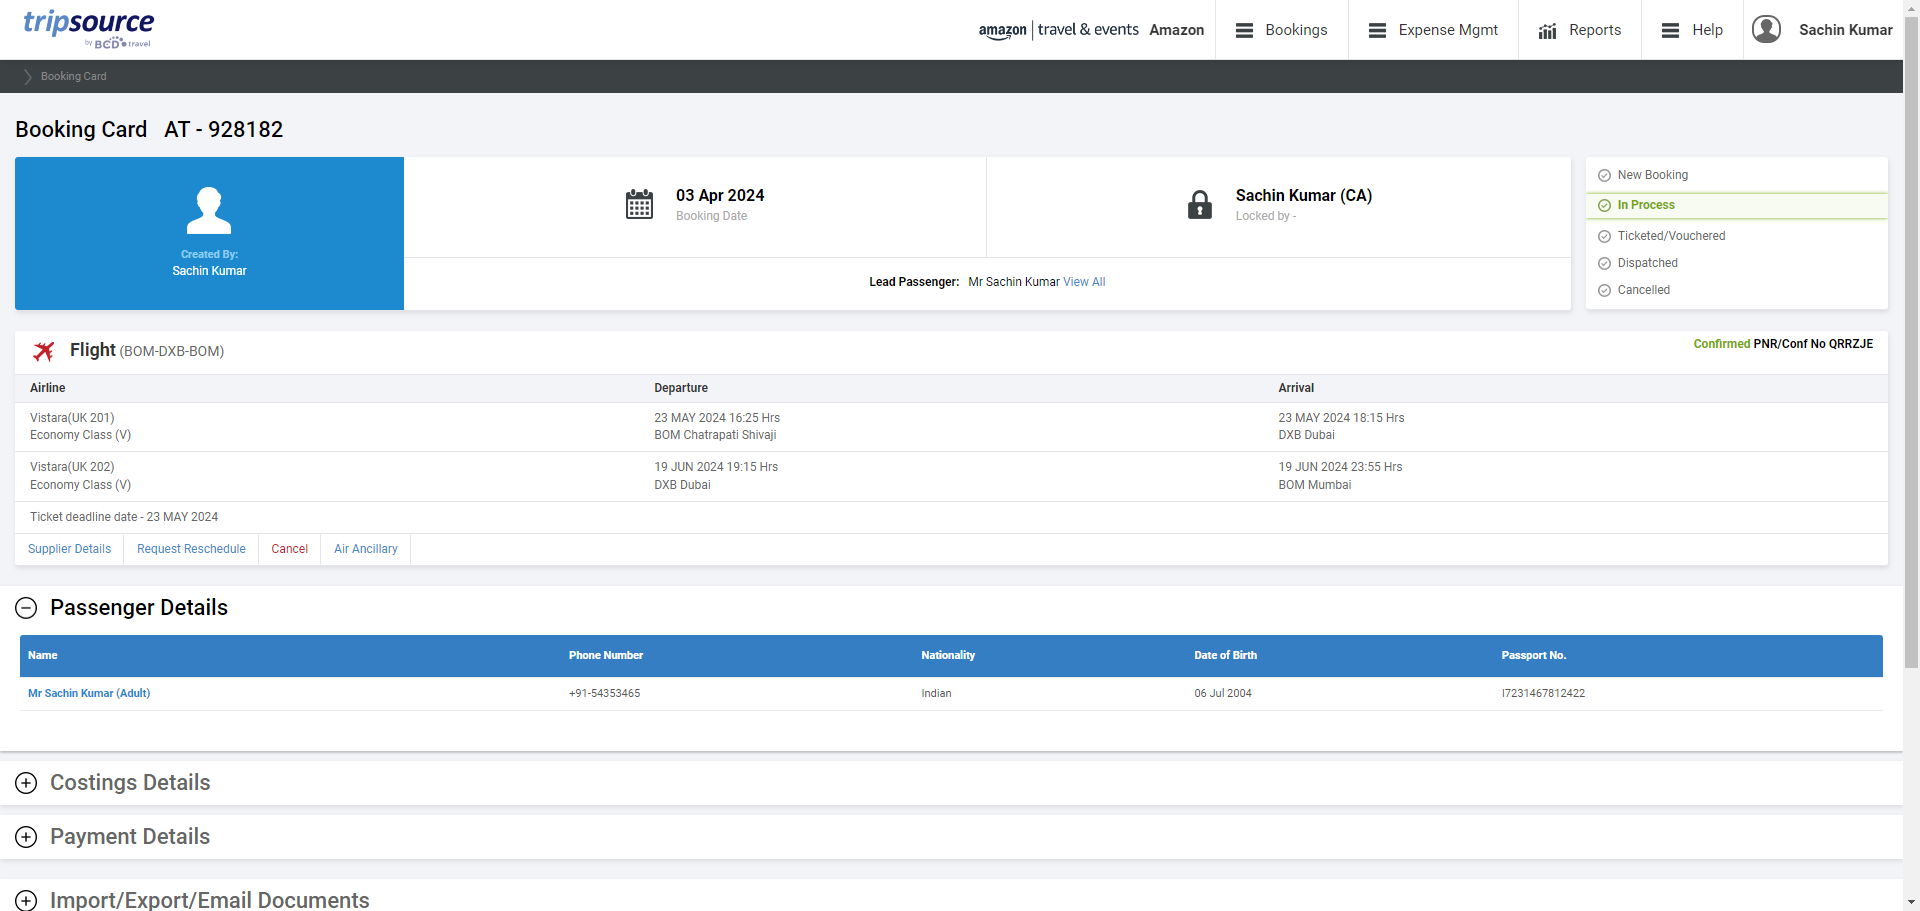 tripsource
by BCD travel
amazon travel & events Amazon
Bookings
Expense Mgmt
Reports
Help
Sachin Kumar
Booking Card
Booking Card AT - 928182
Created By:
Sachin Kumar
03 Apr 2024
Booking Date
Sachin Kumar (CA)
Locked by -
Lead Passenger: Mr Sachin Kumar View All
New Booking
In Process
Ticketed/Vouchered
Dispatched
Cancelled
Flight (BOM-DXB-BOM)
Confirmed PNR/Conf No QRRZJE
Airline Departure Arrival
Vistara(UK 201) 23 MAY 2024 16:25 Hrs 23 MAY 2024 18:15 Hrs
Economy Class (V) BOM Chatrapati Shivaji DXB Dubai
Vistara(UK 202) 19 JUN 2024 19:15 Hrs 19 JUN 2024 23:55 Hrs
Economy Class (V) DXB Dubai BOM Mumbai
Ticket deadline date - 23 MAY 2024
Supplier Details Request Reschedule Cancel Air Ancillary
Passenger Details
Name Phone Number Nationality Date of Birth Passport No.
Mr Sachin Kumar (Adult) +91-54353465 Indian 06 Jul 2004 I7231467812422
Costings Details
Payment Details
Import/Export/Email Documents